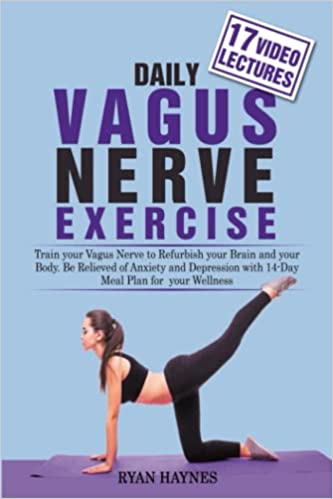 17 VIDEO
LECTURES
DAILY
VAGUS
NERVE
EXERCISE
Train your Vagus Nerve to Refurbish your Brain and your
Body. Be Relieved of Anxiety and Depression with 14-Day
Meal Plan for your Wellness
RYAN HAYNES